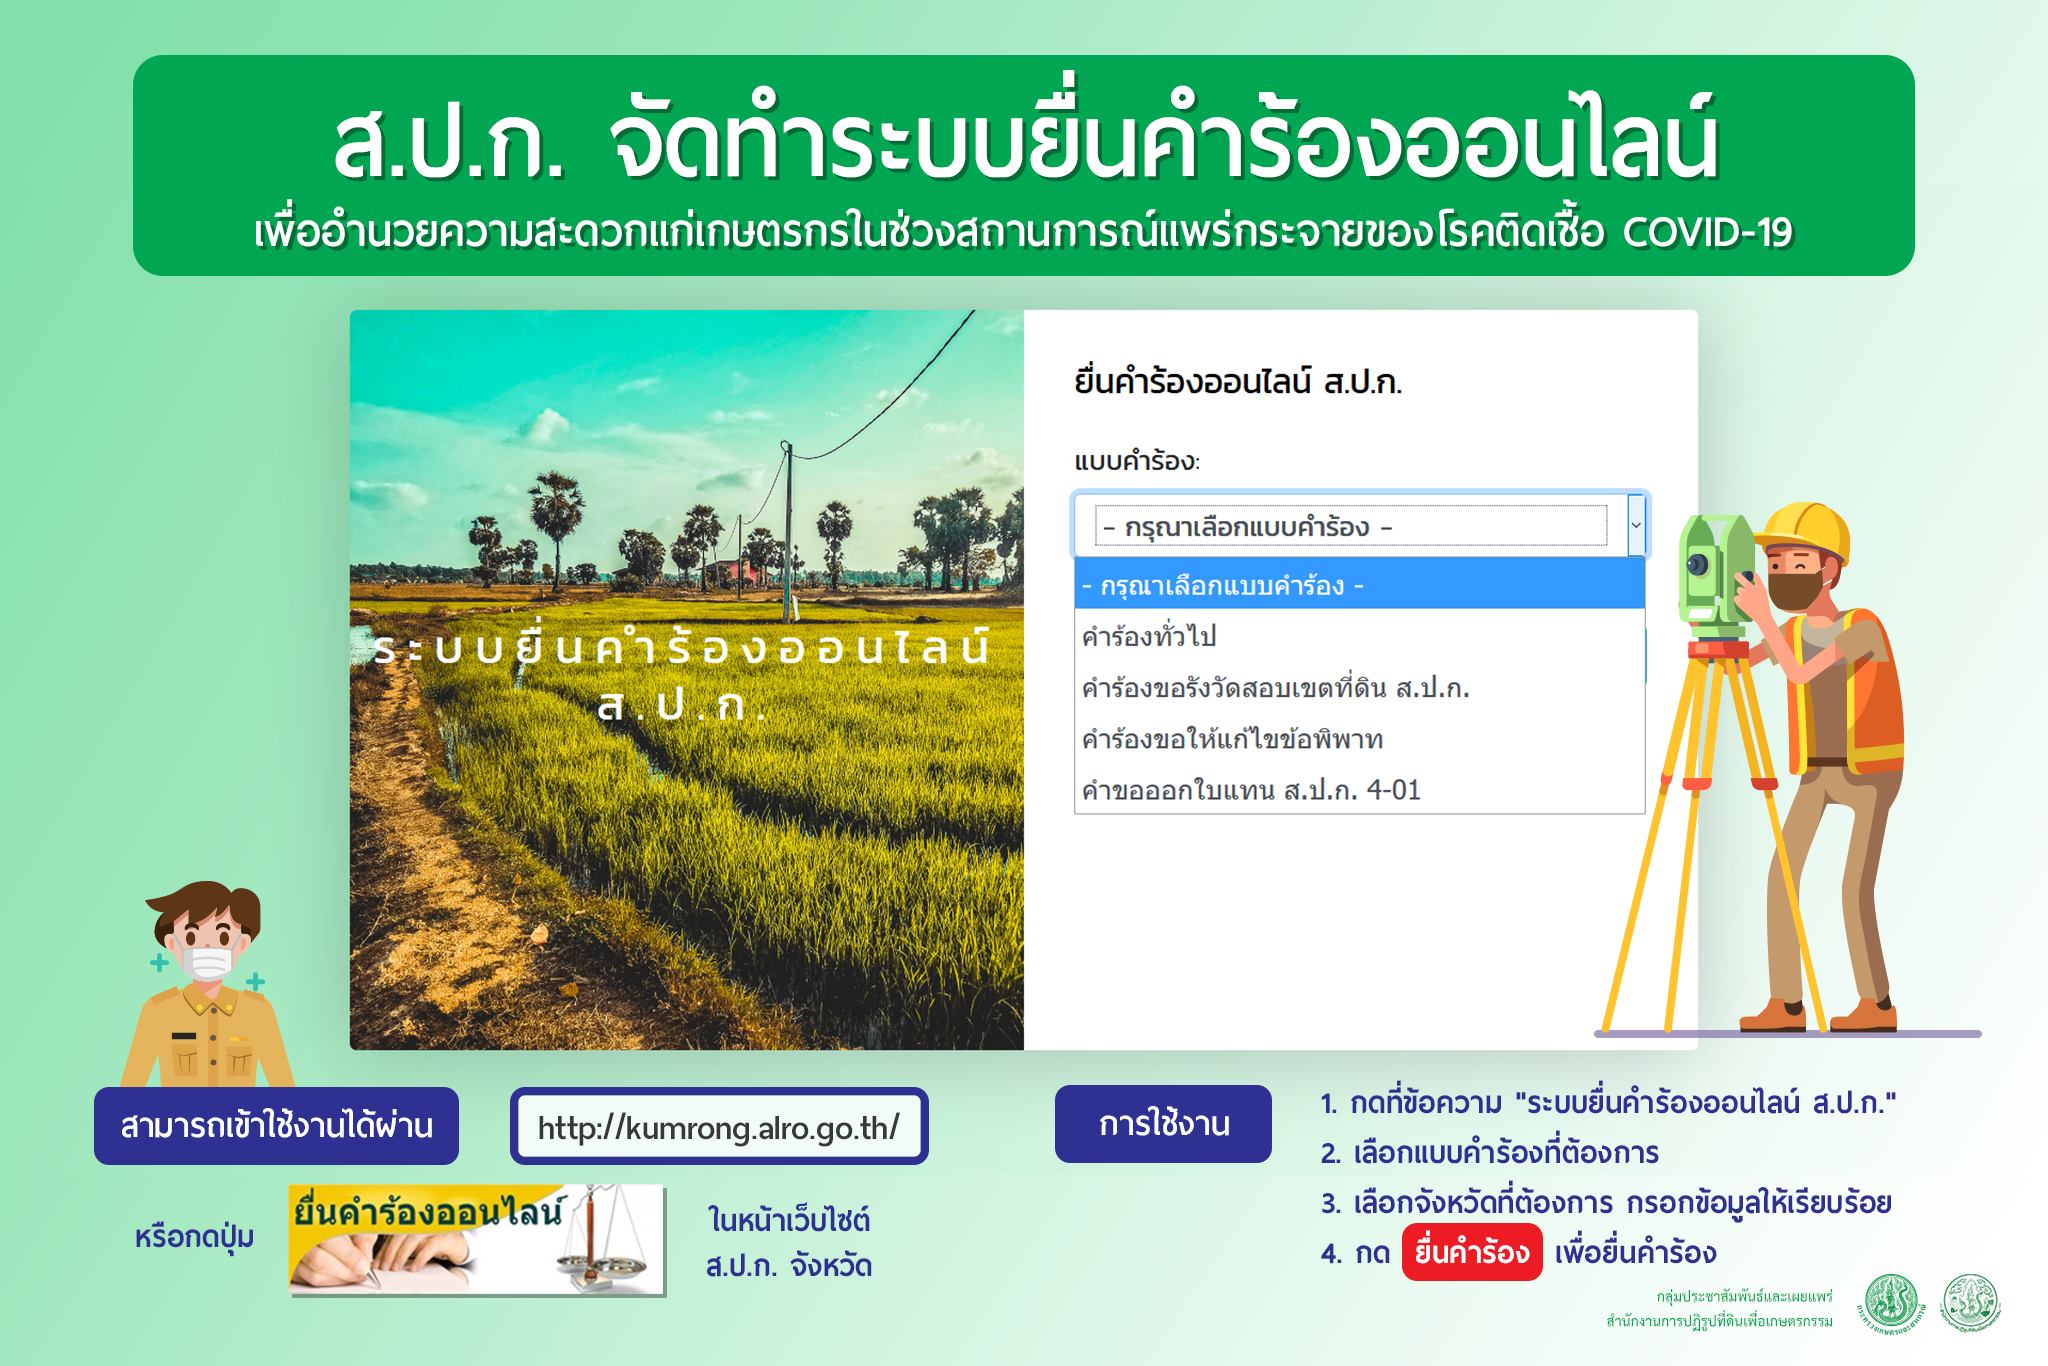 ส.ป.ก. จัดทำระบบยื่นคำร้องออนไลน์
เพื่ออำนวยความสะดวกแก่เกษตรกรในช่วงสถานการณ์แพร่กระจายของโรคติดเชื้อ COVID-19
ระบบยื่นคำร้องออนไลน์
ส.ป.ก.
ยื่นคำร้องออนไลน์ ส.ป.ก.
แบบคำร้อง:
- กรุณาเลือกแบบคำร้อง -
- กรุณาเลือกแบบคำร้อง -
คำร้องทั่วไป
คำร้องขอรังวัดสอบเขตที่ดิน ส.ป.ก.
คำร้องขอให้แก้ไขข้อพิพาท
คำขอออกใบแทน ส.ป.ก. 4-01
สามารถเข้าใช้งานได้ผ่าน
http://kumrong.alro.go.th/
หรือกดปุ่ม
ยื่นคำร้องออนไลน์
ในหน้าเว็บไซต์
ส.ป.ก. จังหวัด
การใช้งาน
1. กดที่ข้อความ "ระบบยื่นคำร้องออนไลน์ ส.ป.ก."
2. เลือกแบบคำร้องที่ต้องการ
3. เลือกจังหวัดที่ต้องการ กรอกข้อมูลให้เรียบร้อย
4. กด ยื่นคำร้อง เพื่อยื่นคำร้อง
กลุ่มประชาสัมพันธ์และเผยแพร่
สำนักงานการปฏิรูปที่ดินเพื่อเกษตรกรรม
กระทรวงเกษตรและสหกรณ์